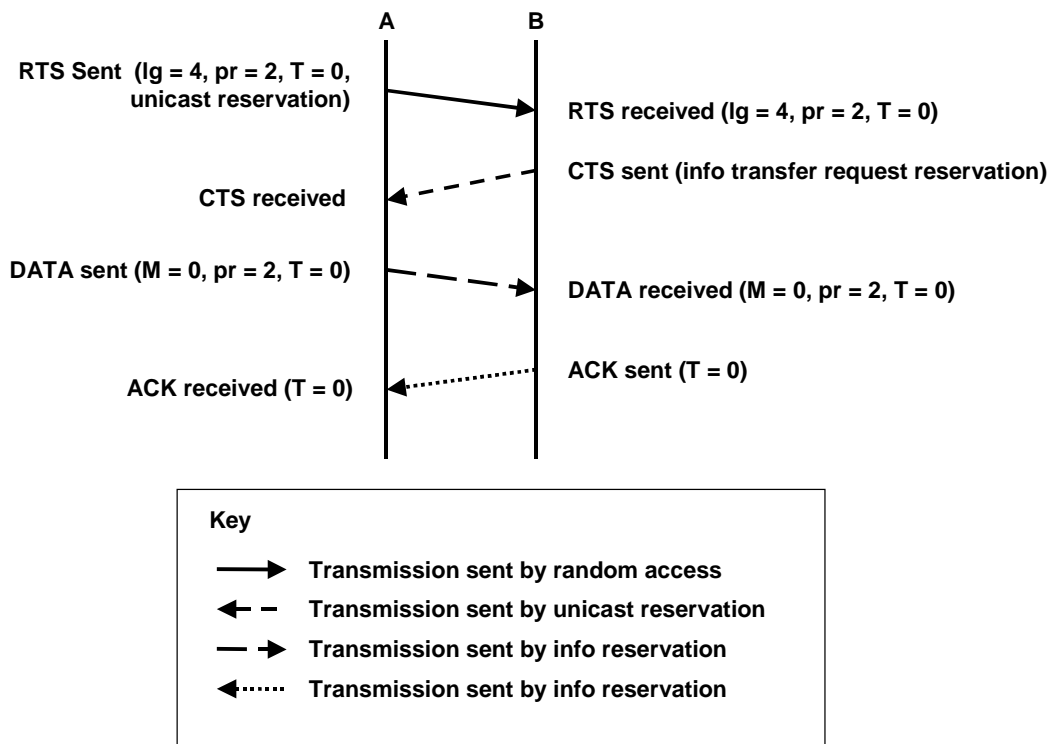 A B
RTS Sent (lg = 4, pr = 2, T = 0,
unicast reservation)
RTS received (lg = 4, pr = 2, T = 0)
CTS sent (info transfer request reservation)
CTS received
DATA sent (M = 0, pr = 2, T = 0)
DATA received (M = 0, pr = 2, T = 0)
ACK sent (T = 0)
ACK received (T = 0)
Key
Transmission sent by random access
Transmission sent by unicast reservation
Transmission sent by info reservation
Transmission sent by info reservation